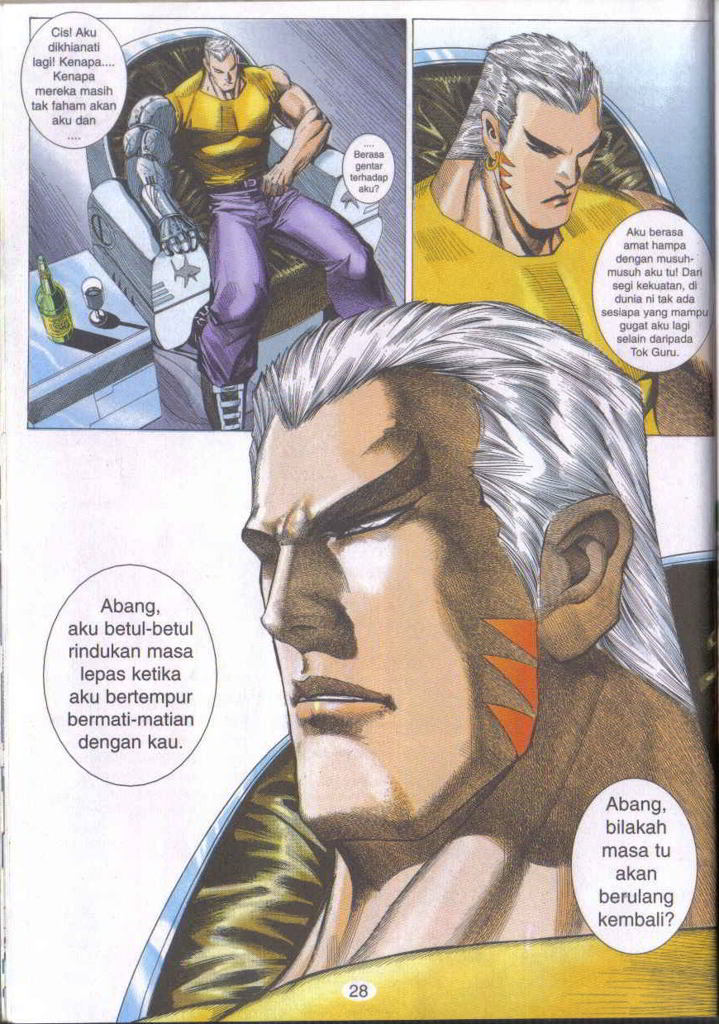 Cis! Aku
dikhianati
lagi! Kenapa....
Kenapa
mereka masih
tak faham akan
aku dan
....
....
Berasa
gentar
terhadap
aku?
Aku berasa
amat hampa
dengan musuh-
musuh aku tu! Dari
segi kekuatan, di
dunia ni tak ada
sesiapa yang mampu
gugat aku lagi
selain daripada
Tok Guru.
Abang,
aku betul-betul
rindukan masa
lepas ketika
aku bertempur
bermati-matian
dengan kau.
Abang,
bilakah
masa tu
akan
berulang
kembali?
28